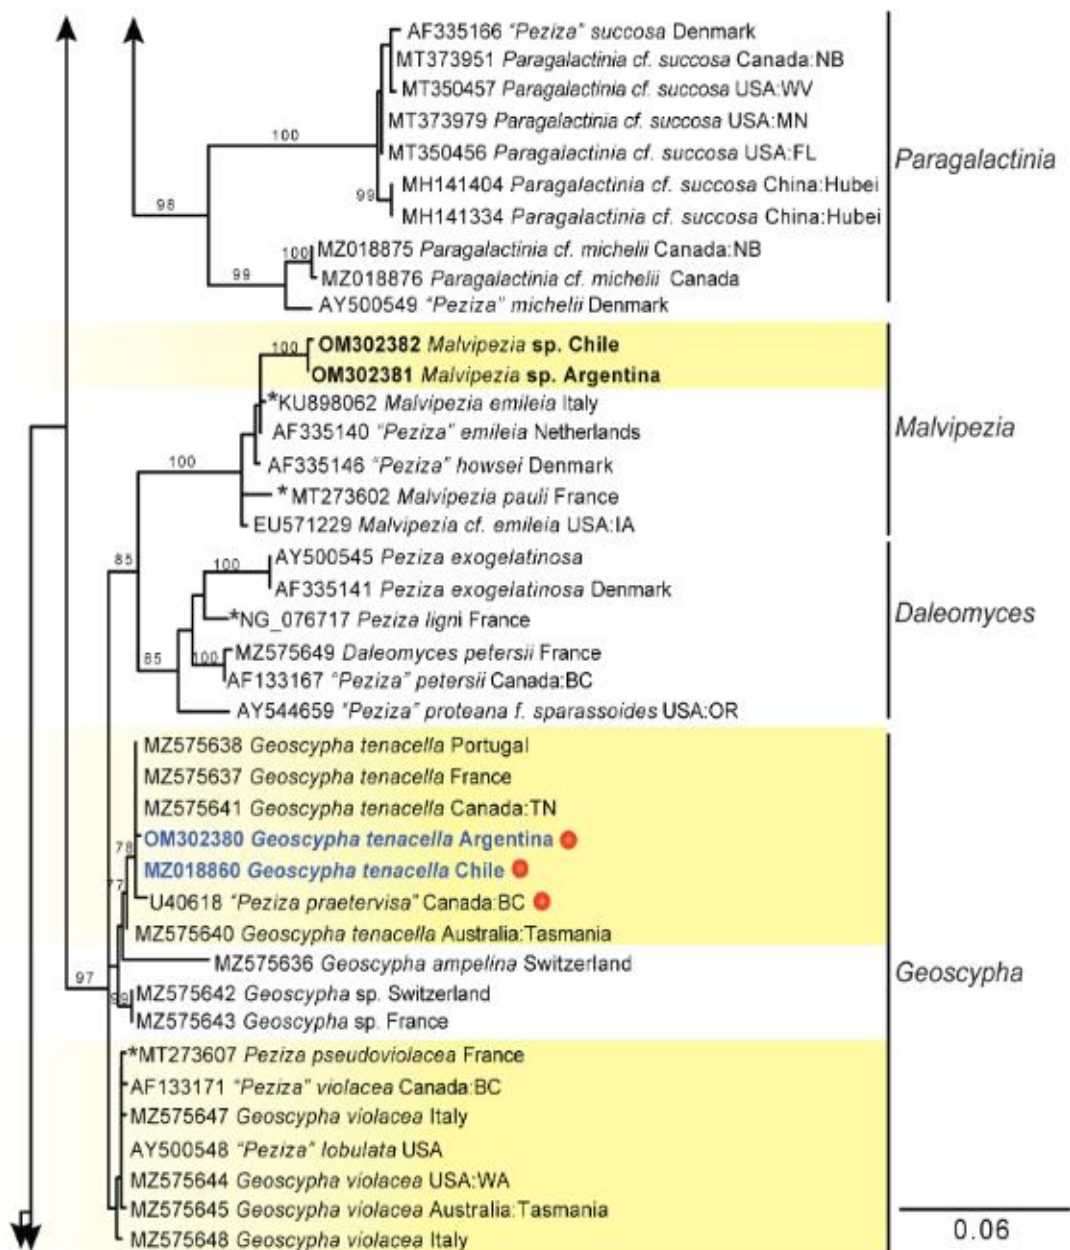 AF335166 "Peziza" succosa Denmark
MT373951 Paragalactinia cf. succosa Canada:NB
MT350457 Paragalactinia cf. succosa USA:WV
100
MT373979 Paragalactinia cf. succosa USA:MN
MT350456 Paragalactinia cf. succosa USA:FL
Paragalactinia
MH141404 Paragalactinia cf. succosa China:Hubei
99
98
MH141334 Paragalactinia cf. succosa China:Hubei
100
MZ018875 Paragalactinia cf. michelii Canada:NB
99
MZ018876 Paragalactinia cf. michelii Canada
AY500549 "Peziza" michelii Denmark
100
OM302382 Malvipezia sp. Chile
OM302381 Malvipezia sp. Argentina
*KU898062 Malvipezia emileia Italy
AF335140 "Peziza" emileia Netherlands
Malvipezia
100
AF335146 "Peziza" howsei Denmark
*MT273602 Malvipezia pauli France
EU571229 Malvipezia cf. emileia USA:IA
85
100
AY500545 Peziza exogelatinosa
AF335141 Peziza exogelatinosa Denmark
Daleomyces
*NG_076717 Peziza ligni France
85
100
MZ575649 Daleomyces petersii France
AF133167 "Peziza" petersii Canada:BC
AY544659 "Peziza" proteana f. sparassoides USA:OR
MZ575638 Geoscypha tenacella Portugal
MZ575637 Geoscypha tenacella France
MZ575641 Geoscypha tenacella Canada:TN
OM302380 Geoscypha tenacella Argentina
78
MZ018860 Geoscypha tenacella Chile
77
U40618 "Peziza praetervisa" Canada:BC
MZ575640 Geoscypha tenacella Australia:Tasmania
MZ575636 Geoscypha ampelina Switzerland
Geoscypha
97
99
MZ575642 Geoscypha sp. Switzerland
MZ575643 Geoscypha sp. France
*MT273607 Peziza pseudoviolacea France
AF133171 "Peziza" violacea Canada:BC
MZ575647 Geoscypha violacea Italy
AY500548 "Peziza" lobulata USA
MZ575644 Geoscypha violacea USA:WA
MZ575645 Geoscypha violacea Australia:Tasmania
MZ575648 Geoscypha violacea Italy
0.06